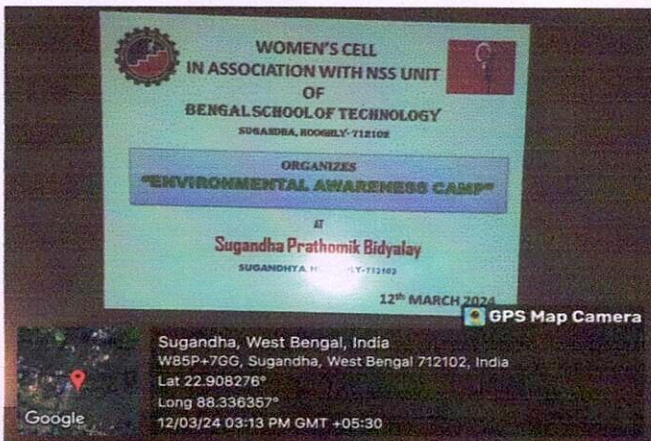 WOMEN'S CELL
IN ASSOCIATION WITH NSS UNIT
OF
BENGAL SCHOOL OF TECHNOLOGY
SUGANDHA, HOOGHLY-712102
ORGANIZES
"ENVIRONMENTAL AWARENESS CAMP"
AT
Sugandha Prathomik Bidyalay
SUGANDHYA, -712102
12th MARCH 2024
GPS Map Camera
Sugandha, West Bengal, India
W85P+7GG, Sugandha, West Bengal 712102, India
Lat 22.908276°
Long 88.336357°
12/03/24 03:13 PM GMT +05:30
Google